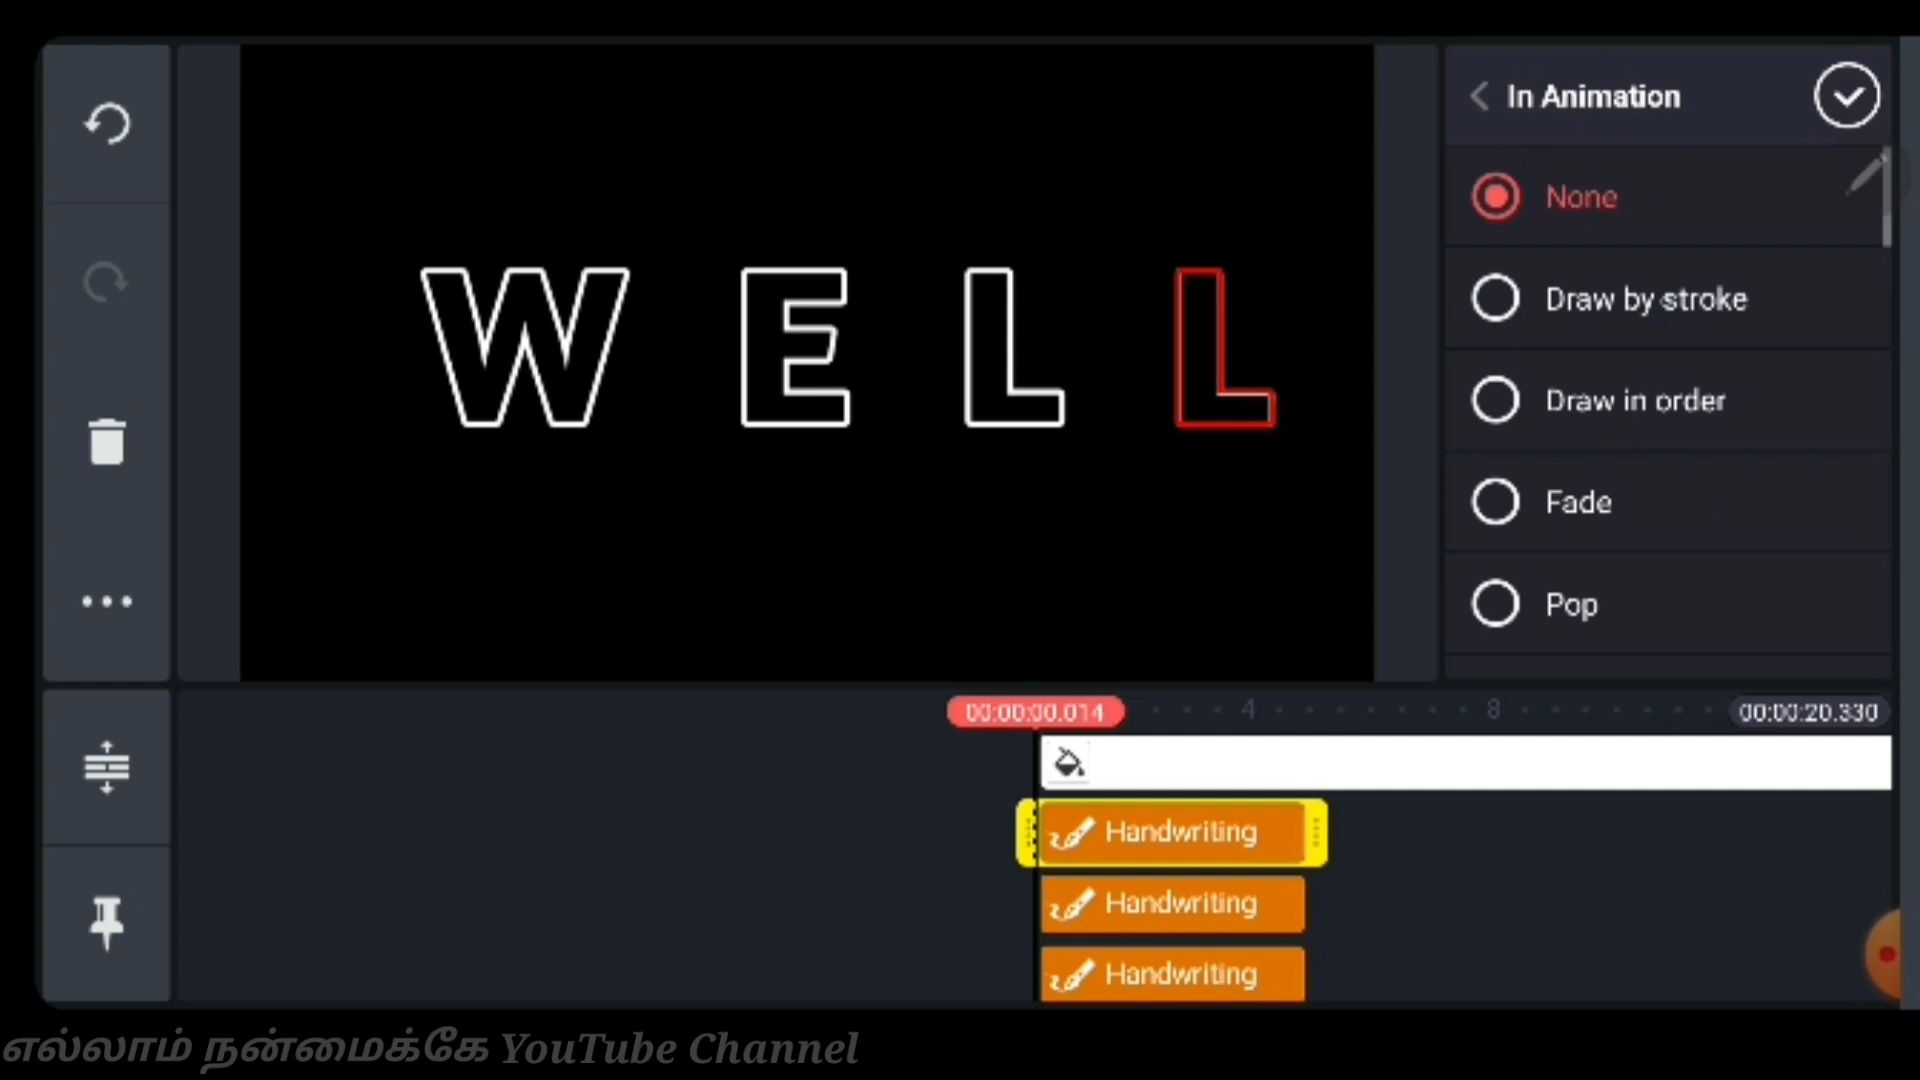 W E L L
In Animation
None
Draw by stroke
Draw in order
Fade
Pop
00:00:00.014
4
8
00:00:20.330
Handwriting
Handwriting
Handwriting
எல்லாம் நன்மைக்கே YouTube Channel